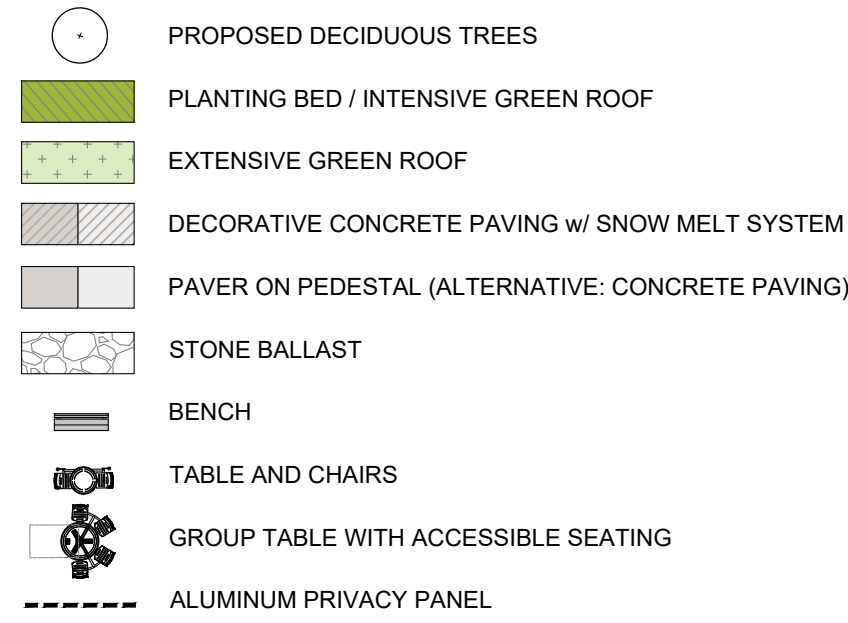 PROPOSED DECIDUOUS TREES
PLANTING BED / INTENSIVE GREEN ROOF
EXTENSIVE GREEN ROOF
DECORATIVE CONCRETE PAVING w/ SNOW MELT SYSTEM
PAVER ON PEDESTAL (ALTERNATIVE: CONCRETE PAVING)
STONE BALLAST
BENCH
TABLE AND CHAIRS
GROUP TABLE WITH ACCESSIBLE SEATING
ALUMINUM PRIVACY PANEL